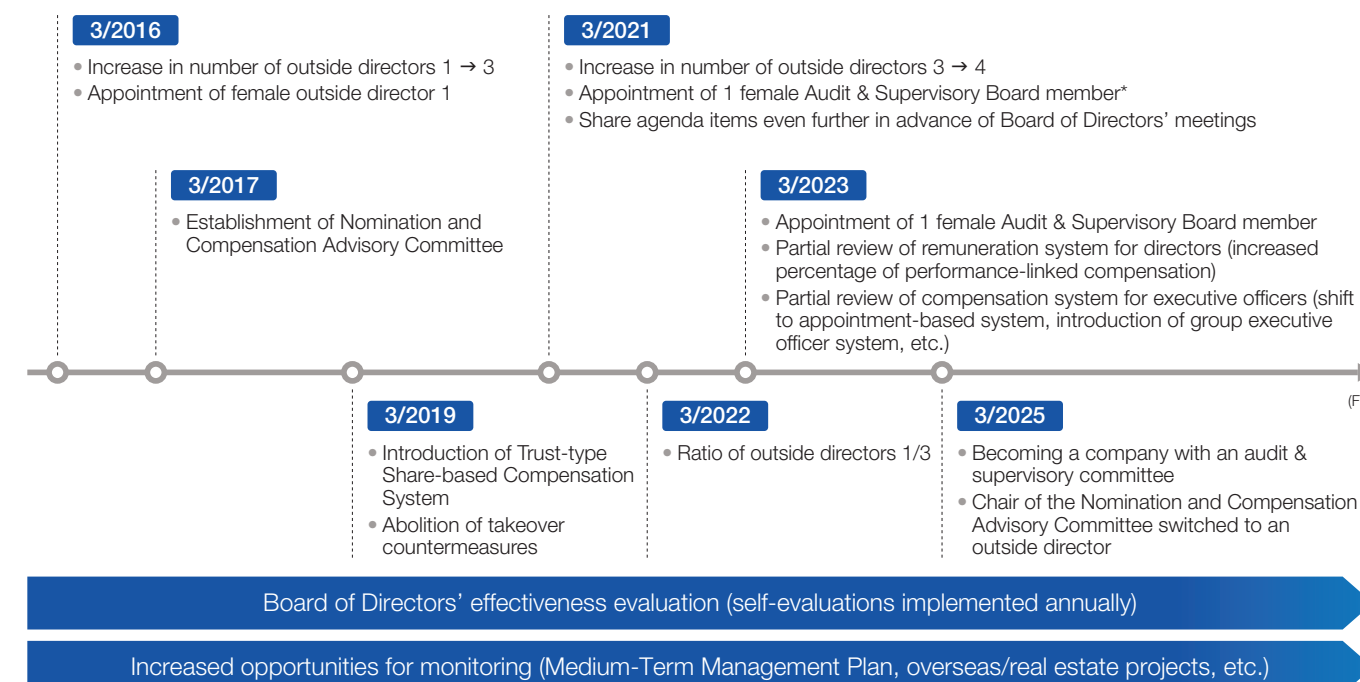 3/2016
• Increase in number of outside directors 1 → 3
• Appointment of female outside director 1
3/2021
• Increase in number of outside directors 3 → 4
• Appointment of 1 female Audit & Supervisory Board member*
• Share agenda items even further in advance of Board of Directors’ meetings
3/2017
• Establishment of Nomination and
Compensation Advisory Committee
3/2023
• Appointment of 1 female Audit & Supervisory Board member
• Partial review of remuneration system for directors (increased
percentage of performance-linked compensation)
• Partial review of compensation system for executive officers (shift
to appointment-based system, introduction of group executive
officer system, etc.)
(F
3/2019
• Introduction of Trust-type
Share-based Compensation
System
• Abolition of takeover
countermeasures
3/2022
• Ratio of outside directors 1/3
3/2025
• Becoming a company with an audit &
supervisory committee
• Chair of the Nomination and Compensation
Advisory Committee switched to an
outside director
Board of Directors’ effectiveness evaluation (self-evaluations implemented annually)
Increased opportunities for monitoring (Medium-Term Management Plan, overseas/real estate projects, etc.)